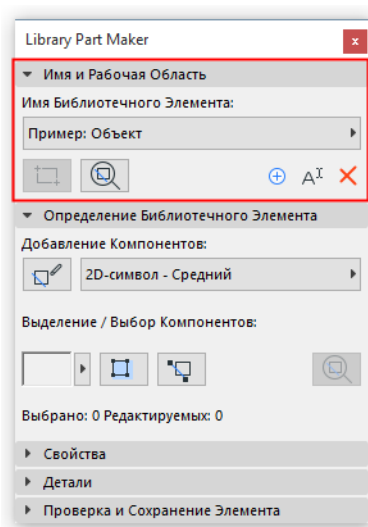 Library Part Maker
Имя и Рабочая Область
Имя Библиотечного Элемента:
Пример: Объект
Определение Библиотечного Элемента
Добавление Компонентов:
2D-символ - Средний
Выделение / Выбор Компонентов:
Выбрано: 0 Редактируемых: 0
Свойства
Детали
Проверка и Сохранение Элемента